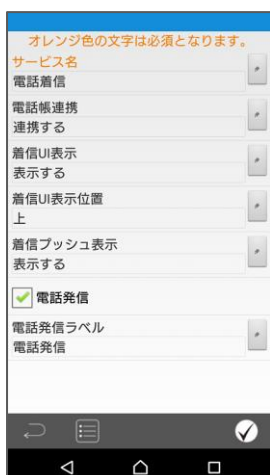 オレンジ色の文字は必須となります。
サービス名
電話着信
電話帳連携
連携する
着信UI表示
表示する
着信UI表示位置
上
着信プッシュ表示
表示する
電話発信
電話発信ラベル
電話発信